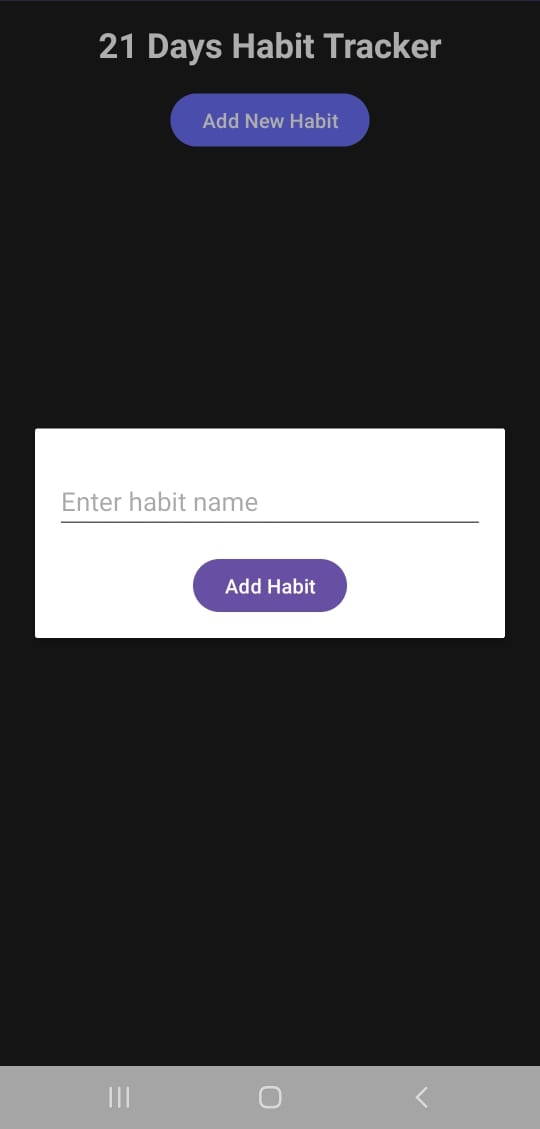 21 Days Habit Tracker
Add New Habit
Enter habit name
Add Habit